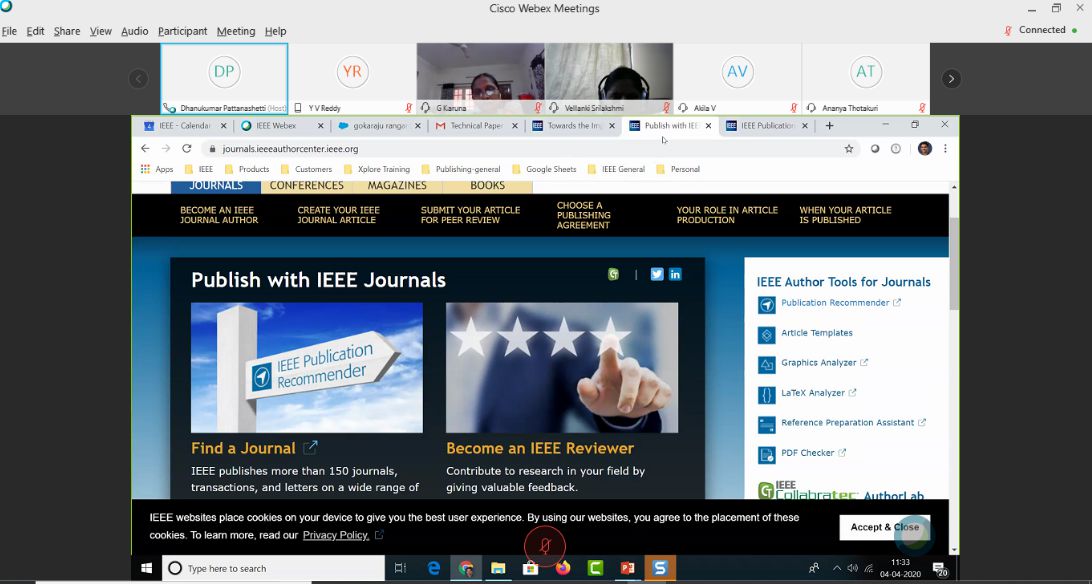 Cisco Webex Meetings
File Edit Share View Audio Participant Meeting Help
Connected
DP
YR
AV
AT
Dhanukumar Pattanashetti (Host)
Y V Reddy
G Karuna
Vellanki Srilakshmi
Akila V
Ananya Thotakuri
IEEE - Calendar
IEEE Webex
gokaraju rangar
Technical Paper
Towards the Im
Publish with IEE
IEEE Publication
journals.ieeeauthorcenter.ieee.org
Apps IEEE Products Customers Xplore Training Publishing-general Google Sheets IEEE General Personal
JOURNALS CONFERENCES MAGAZINES BOOKS
BECOME AN IEEE
JOURNAL AUTHOR
CREATE YOUR IEEE
JOURNAL ARTICLE
SUBMIT YOUR ARTICLE
FOR PEER REVIEW
CHOOSE A
PUBLISHING
AGREEMENT
YOUR ROLE IN ARTICLE
PRODUCTION
WHEN YOUR ARTICLE
IS PUBLISHED
Publish with IEEE Journals
IEEE Publication
Recommender
Find a Journal
IEEE publishes more than 150 journals,
transactions, and letters on a wide range of
Become an IEEE Reviewer
Contribute to research in your field by
giving valuable feedback.
IEEE Author Tools for Journals
Publication Recommender
Article Templates
Graphics Analyzer
LaTeX Analyzer
Reference Preparation Assistant
PDF Checker
IEEE
Collabratec AuthorLab
IEEE websites place cookies on your device to give you the best user experience. By using our websites, you agree to the placement of these
cookies. To learn more, read our Privacy Policy.
Accept & Close
Type here to search
11:33
04-04-2020
20